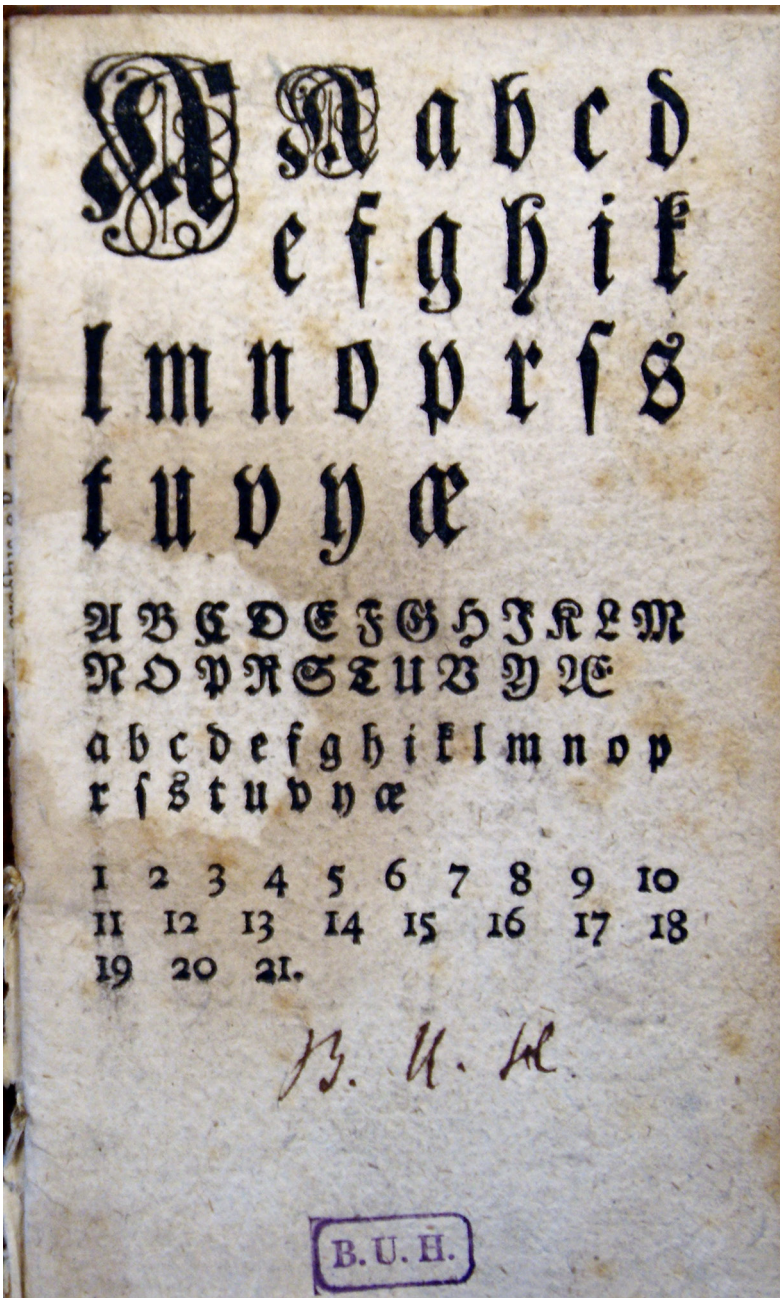 A A a b c d
e f g h i k
l m n o p r ſ s
t u v y æ
A B C D E F G H I K L M
N O P R S T U V Y Æ
a b c d e f g h i k l m n o p
r ſ s t u v y æ
1 2 3 4 5 6 7 8 9 10
11 12 13 14 15 16 17 18
19 20 21.
B. U. H.
B. U. H.